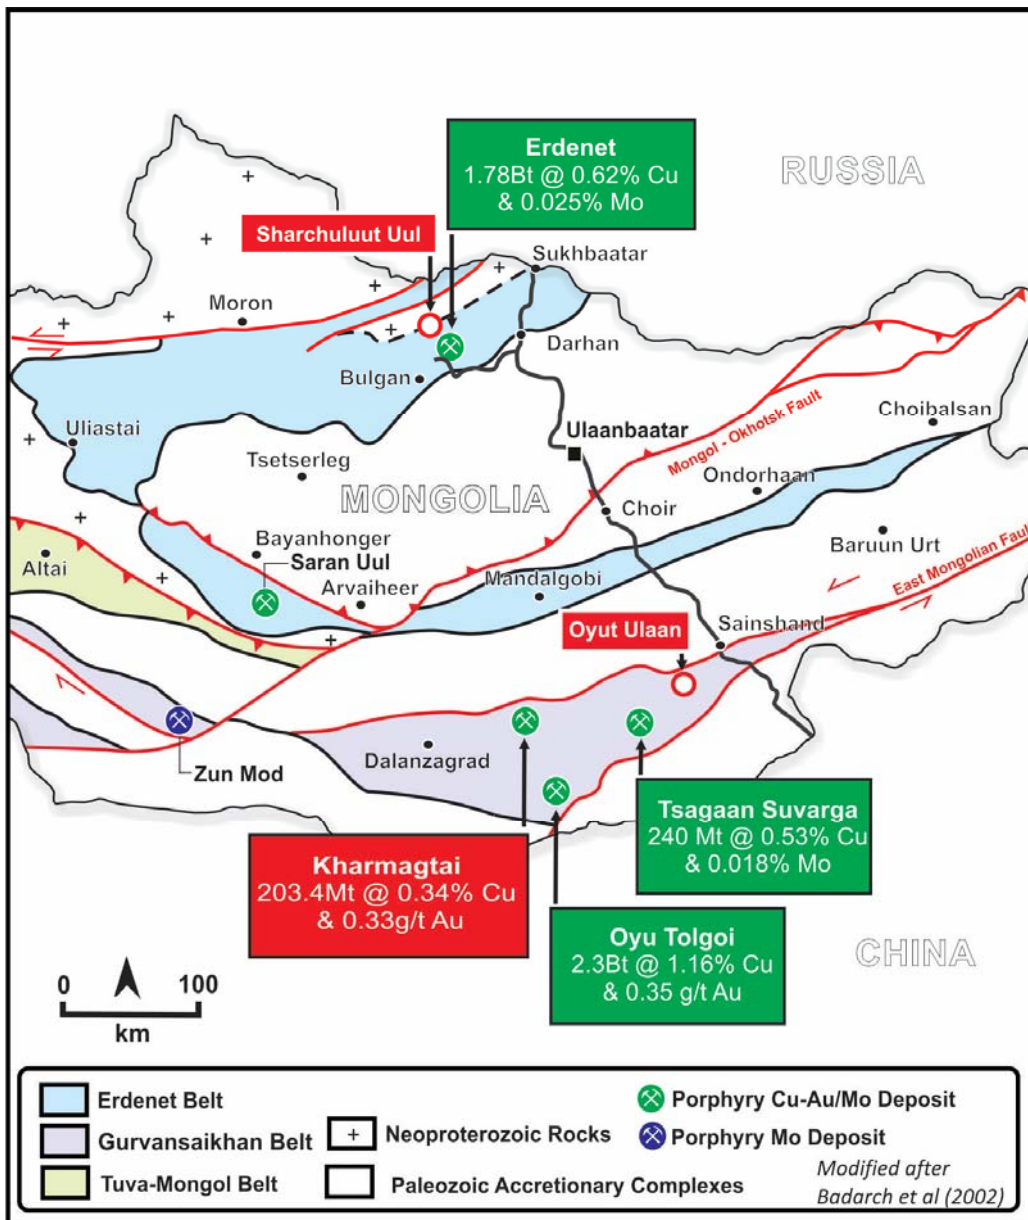 Erdenet
1.78Bt @ 0.62% Cu
& 0.025% Mo
RUSSIA
Sharchuluut Uul
Sukhbaatar
Moron
Darhan
Bulgan
Choibalsan
Uliastai
Ulaanbaatar
Mongol - Okhotsk Fault
Tsetserleg
Ondorhaan
MONGOLIA
Choir
Bayanhonger
Baruun Urt
Saran Uul
Altai
Arvaiheer
Mandalgobi
East Mongolian Fault
Oyut Ulaan
Sainshand
Dalanzagrad
Zun Mod
Tsagaan Suvarga
240 Mt @ 0.53% Cu
& 0.018% Mo
Kharmagtai
203.4Mt @ 0.34% Cu
& 0.33g/t Au
Oyu Tolgoi
2.3Bt @ 1.16% Cu
& 0.35 g/t Au
CHINA
0 100
km
Erdenet Belt
Gurvansaikhan Belt
Tuva-Mongol Belt
Neoproterozoic Rocks
Paleozoic Accretionary Complexes
Porphyry Cu-Au/Mo Deposit
Porphyry Mo Deposit
Modified after
Badarch et al (2002)